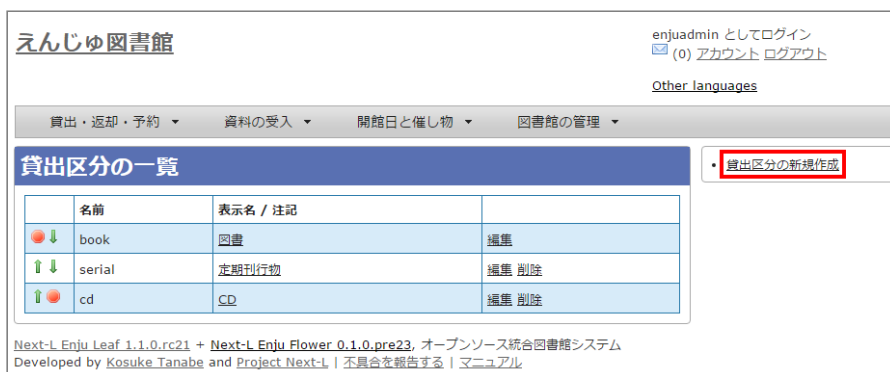 えんじゅ図書館
enjuadmin としてログイン
(0) アカウント ログアウト
Other languages
貸出・返却・予約 ▼ 資料の受入 ▼ 開館日と催し物 ▼ 図書館の管理 ▼
貸出区分の一覧
• 貸出区分の新規作成
名前 表示名 / 注記
book 図書 編集
serial 定期刊行物 編集 削除
cd CD 編集 削除
Next-L Enju Leaf 1.1.0.rc21 + Next-L Enju Flower 0.1.0.pre23, オープンソース統合図書館システム
Developed by Kosuke Tanabe and Project Next-L | 不具合を報告する | マニュアル